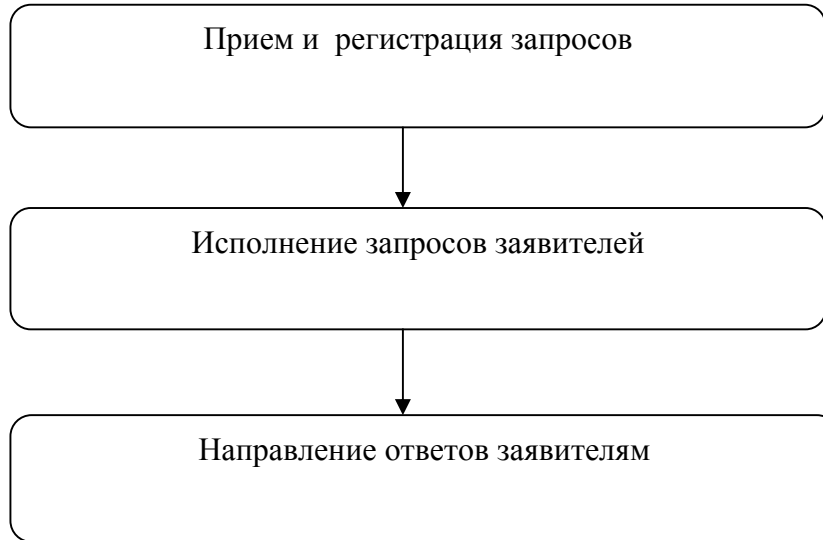 Прием и  регистрация запросов
Исполнение запросов заявителей
Направление ответов заявителям